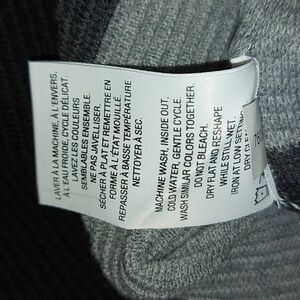 LAVER À LA MACHINE, À L'ENVERS,
À L'EAU FROIDE, CYCLE DÉLICAT.
LAVEZ LES COULEURS
SEMBLABLES ENSEMBLE.
NE PAS JAVELLISER.
SÉCHER À PLAT ET REMETTRE EN
FORME À L'ÉTAT MOUILLÉ.
REPASSER À BASSE TEMPÉRATURE
NETTOYER À SEC.
MACHINE WASH, INSIDE OUT,
COLD WATER, GENTLE CYCLE.
WASH SIMILAR COLORS TOGETHER.
DO NOT BLEACH.
DRY FLAT AND RESHAPE
WHILE STILL WET.
IRON AT LOW
DRY